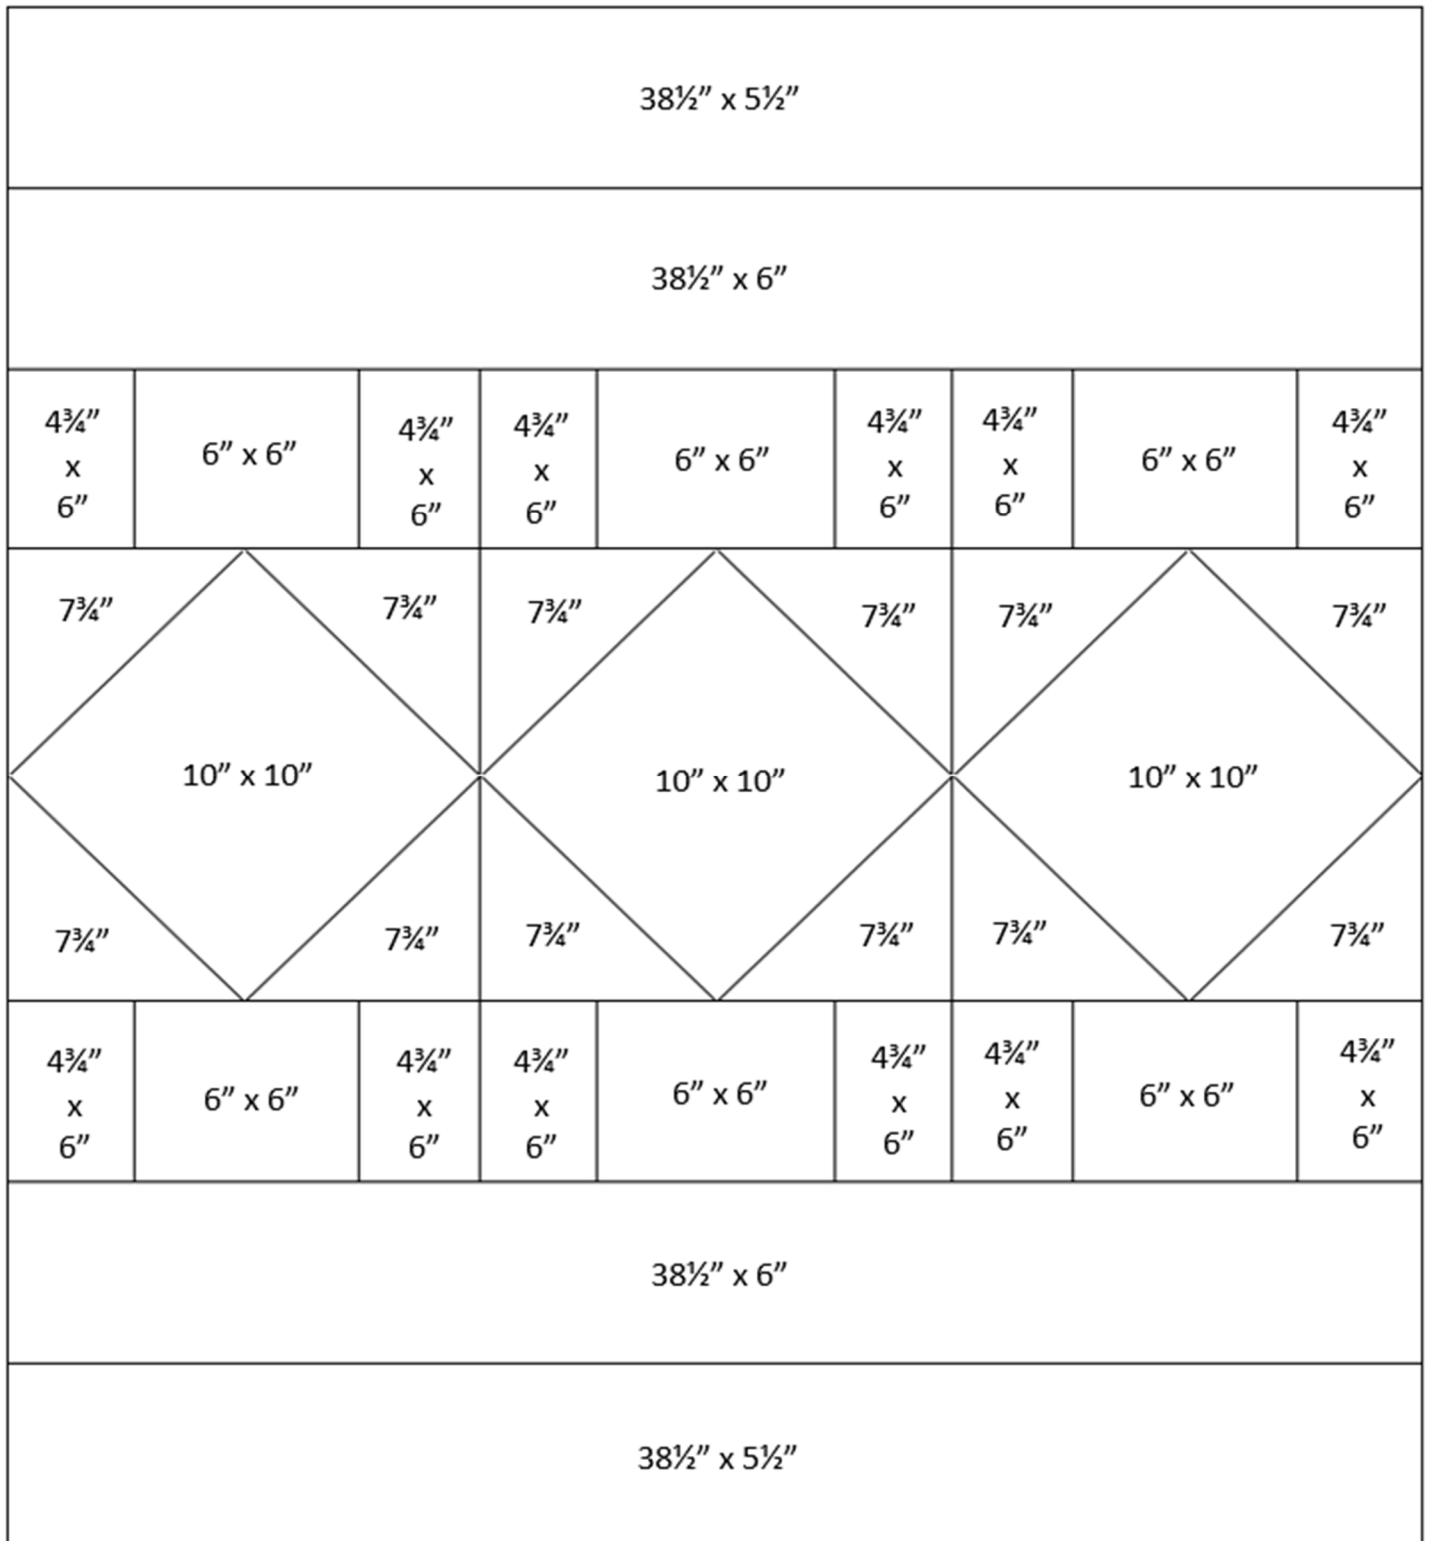 38½” x 5½”
38½” x 6”
4¾”
x
6”
6” x 6”
4¾”
x
6”
4¾”
x
6”
6” x 6”
4¾”
x
6”
4¾”
x
6”
6” x 6”
4¾”
x
6”
7¾”
7¾”
7¾”
7¾”
7¾”
7¾”
10” x 10”
10” x 10”
10” x 10”
7¾”
7¾”
7¾”
7¾”
7¾”
7¾”
4¾”
x
6”
6” x 6”
4¾”
x
6”
4¾”
x
6”
6” x 6”
4¾”
x
6”
4¾”
x
6”
6” x 6”
4¾”
x
6”
38½” x 6”
38½” x 5½”